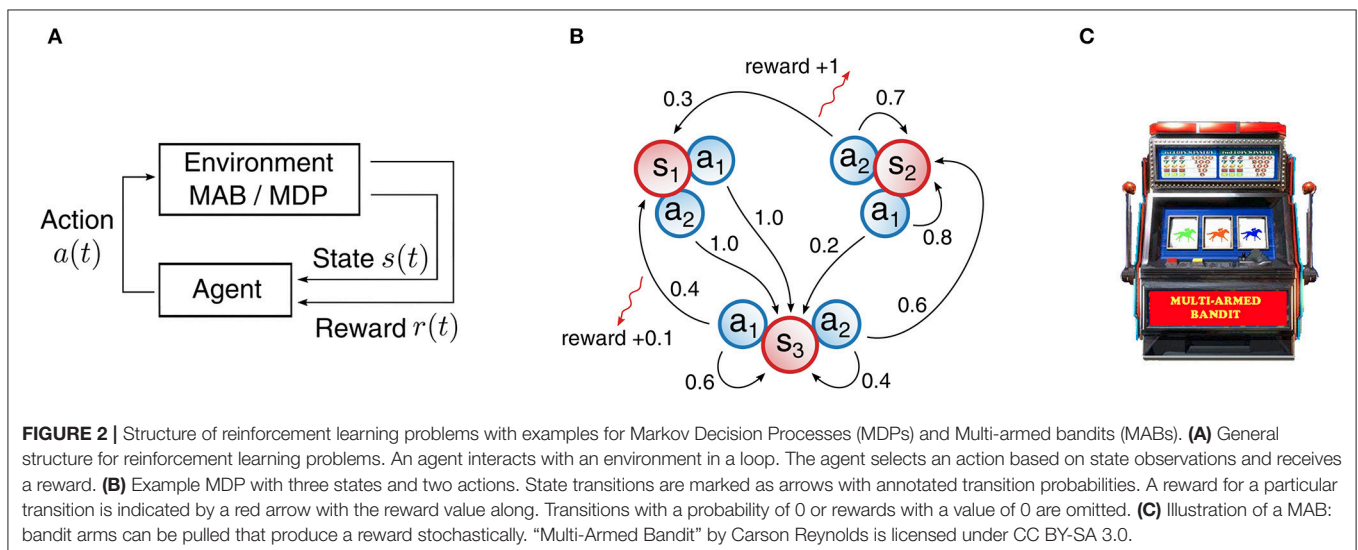 A
B
C
Environment
MAB / MDP
Action
a(t)
State s(t)
Agent
Reward r(t)
reward +1
0.3
0.7
s₁
a₁
a₂
s₂
a₂
a₁
1.0
1.0
0.2
0.8
0.4
0.6
reward +0.1
a₁
a₂
s₃
0.6
0.4
MULTI-ARMED
BANDIT
FIGURE 2 | Structure of reinforcement learning problems with examples for Markov Decision Processes (MDPs) and Multi-armed bandits (MABs). (A) General
structure for reinforcement learning problems. An agent interacts with an environment in a loop. The agent selects an action based on state observations and receives
a reward. (B) Example MDP with three states and two actions. State transitions are marked as arrows with annotated transition probabilities. A reward for a particular
transition is indicated by a red arrow with the reward value along. Transitions with a probability of 0 or rewards with a value of 0 are omitted. (C) Illustration of a MAB:
bandit arms can be pulled that produce a reward stochastically. “Multi-Armed Bandit” by Carson Reynolds is licensed under CC BY-SA 3.0.